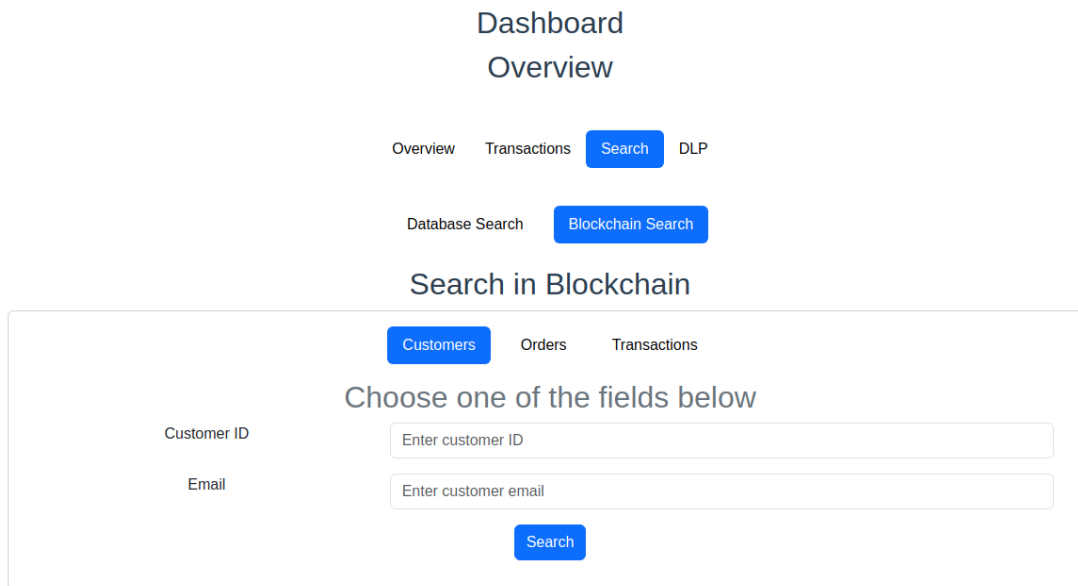 Dashboard
Overview
Overview Transactions Search DLP
Database Search Blockchain Search
Search in Blockchain
Customers Orders Transactions
Choose one of the fields below
Customer ID Enter customer ID
Email Enter customer email
Search